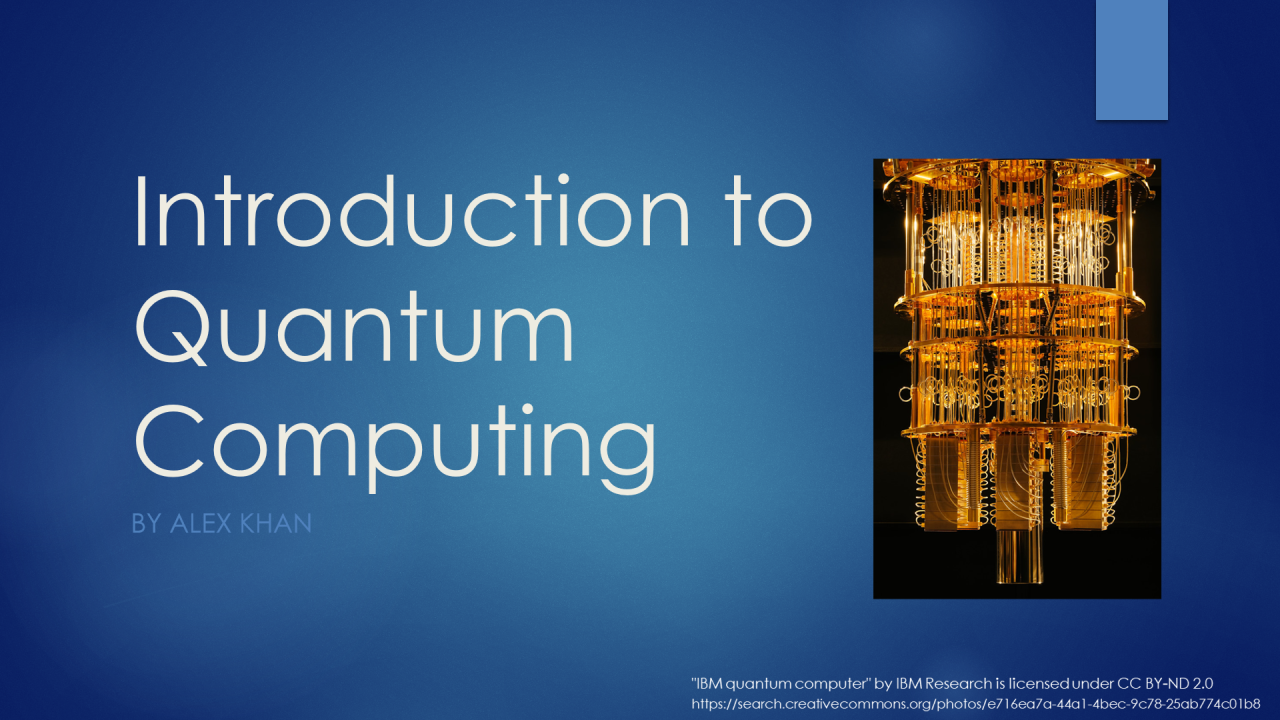 Introduction to
Quantum
Computing
BY ALEX KHAN
"IBM quantum computer" by IBM Research is licensed under CC BY-ND 2.0
https://search.creativecommons.org/photos/e716ea7a-44a1-4bec-9c78-25ab774c01b8